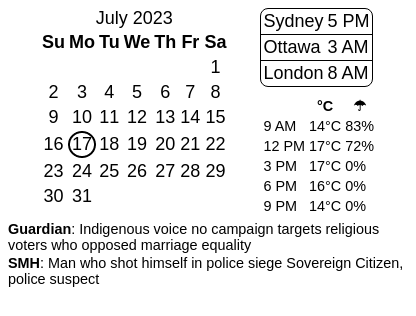 July 2023
Su Mo Tu We Th Fr Sa
1
2 3 4 5 6 7 8
9 10 11 12 13 14 15
16 17 18 19 20 21 22
23 24 25 26 27 28 29
30 31
Sydney 5 PM
Ottawa 3 AM
London 8 AM
°C ☂
9 AM 14°C 83%
12 PM 17°C 72%
3 PM 17°C 0%
6 PM 16°C 0%
9 PM 14°C 0%
Guardian: Indigenous voice no campaign targets religious
voters who opposed marriage equality
SMH: Man who shot himself in police siege Sovereign Citizen,
police suspect